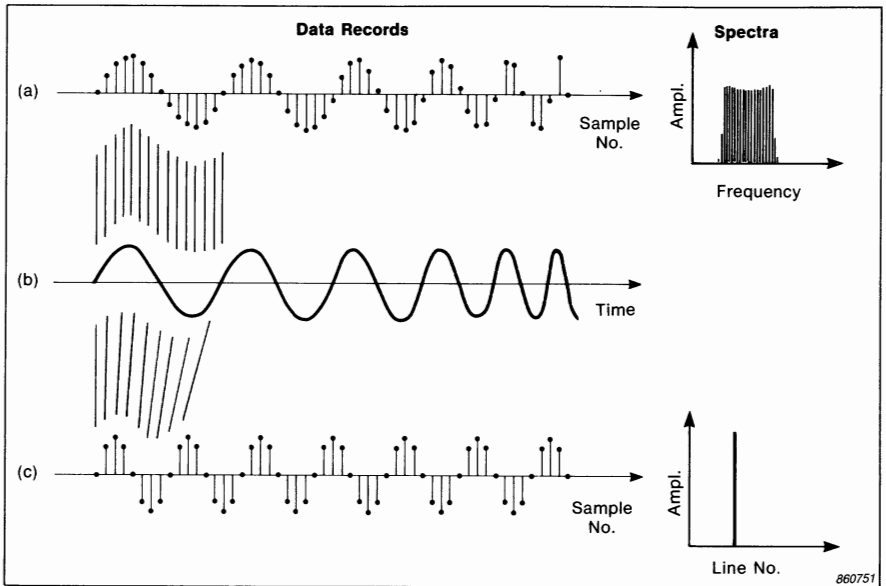 Data Records
Spectra
(a)
Sample
No.
Ampl.
Frequency
(b)
Time
(c)
Sample
No.
Ampl.
Line No.
860751